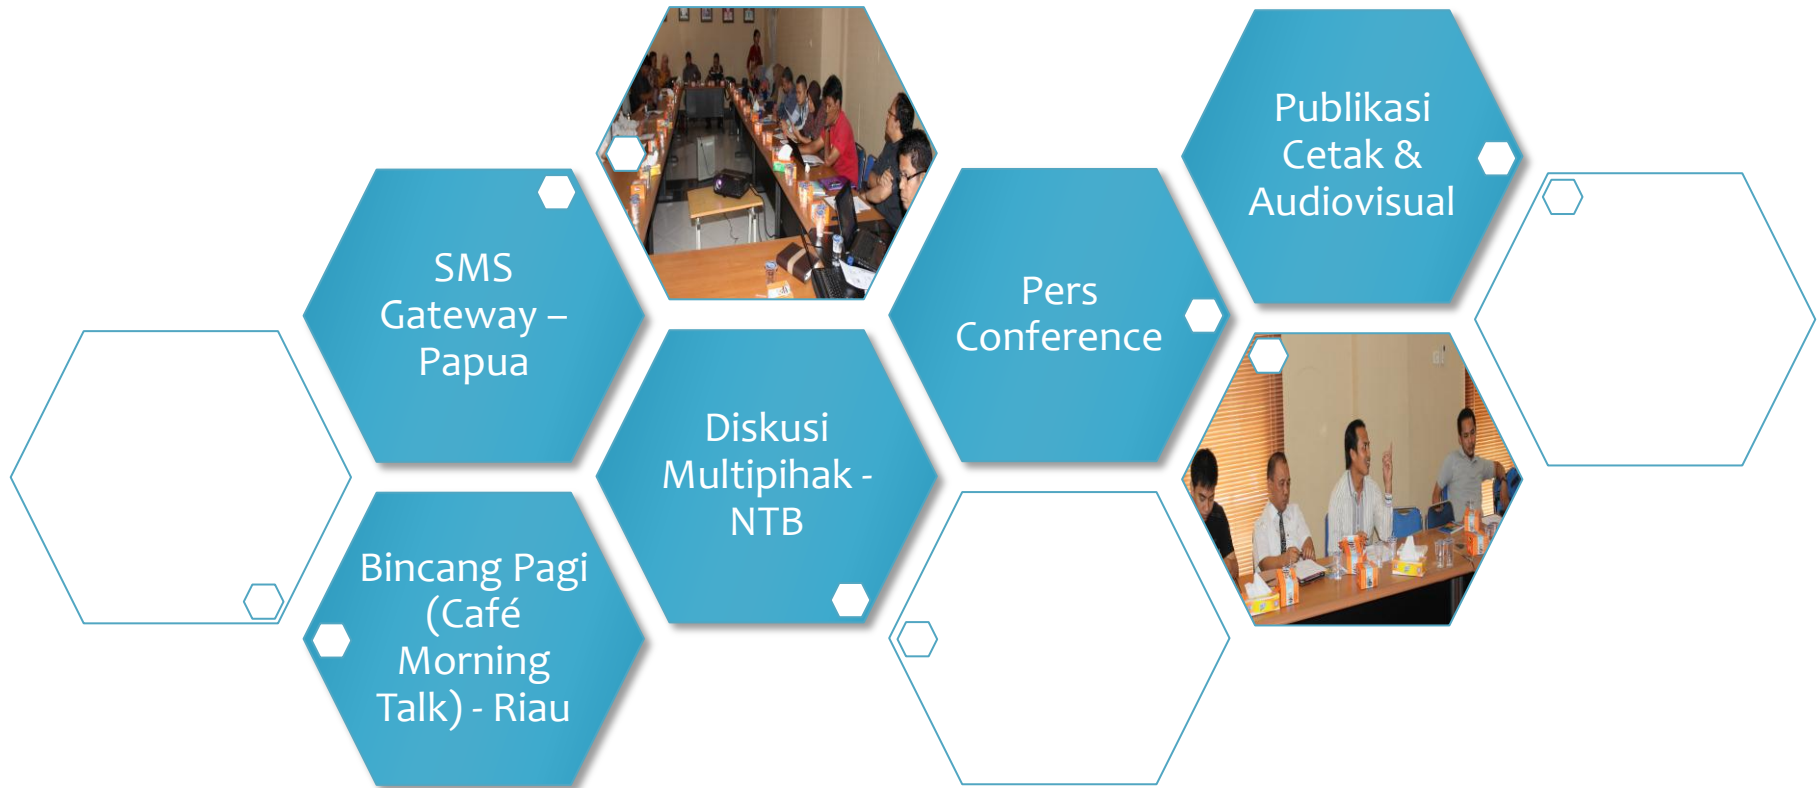 SMS
Gateway –
Papua
Bincang Pagi
(Café
Morning
Talk) - Riau
Diskusi
Multipihak -
NTB
Pers
Conference
Publikasi
Cetak &
Audiovisual